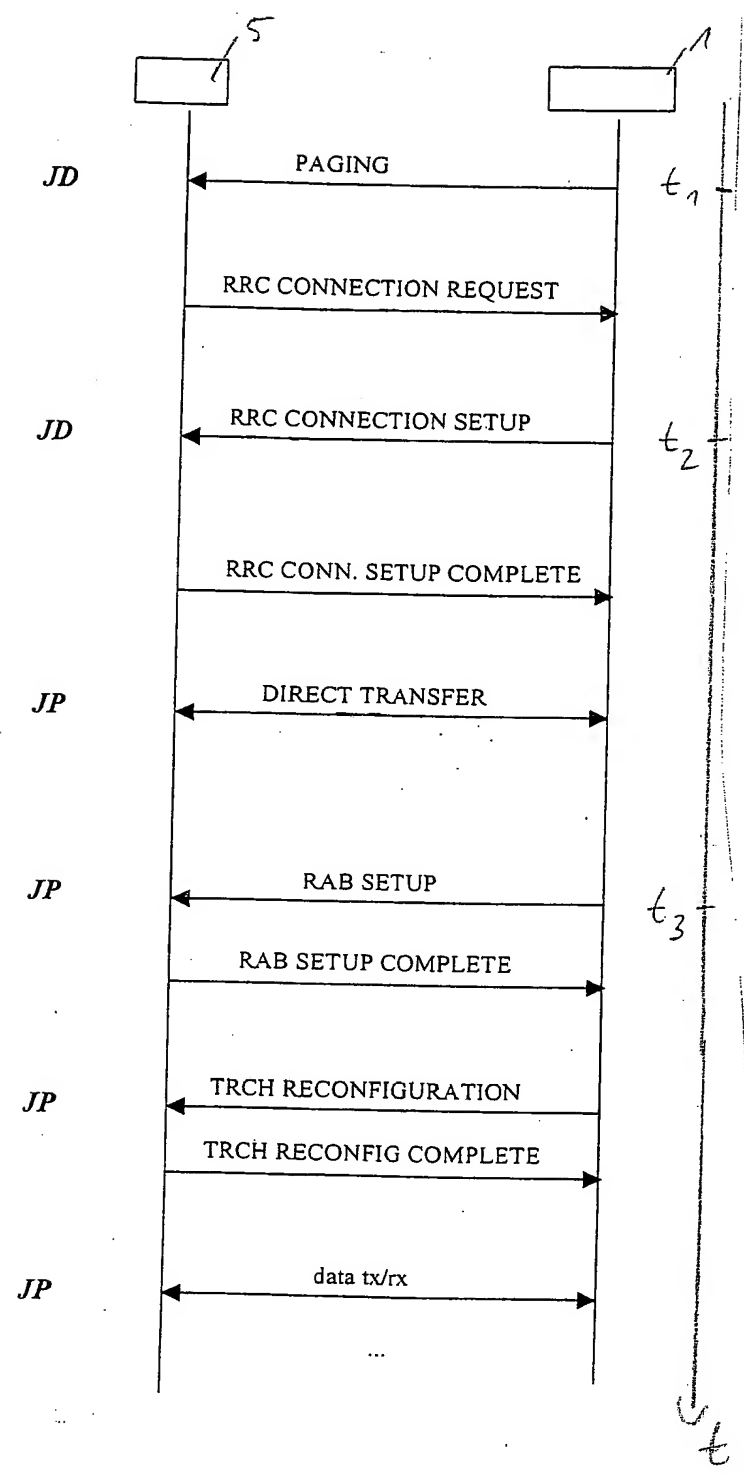 5 1
JD PAGING t1
RRC CONNECTION REQUEST
JD RRC CONNECTION SETUP t2
RRC CONN. SETUP COMPLETE
JP DIRECT TRANSFER
JP RAB SETUP t3
RAB SETUP COMPLETE
JP TRCH RECONFIGURATION
TRCH RECONFIG COMPLETE
JP data tx/rx
...
t